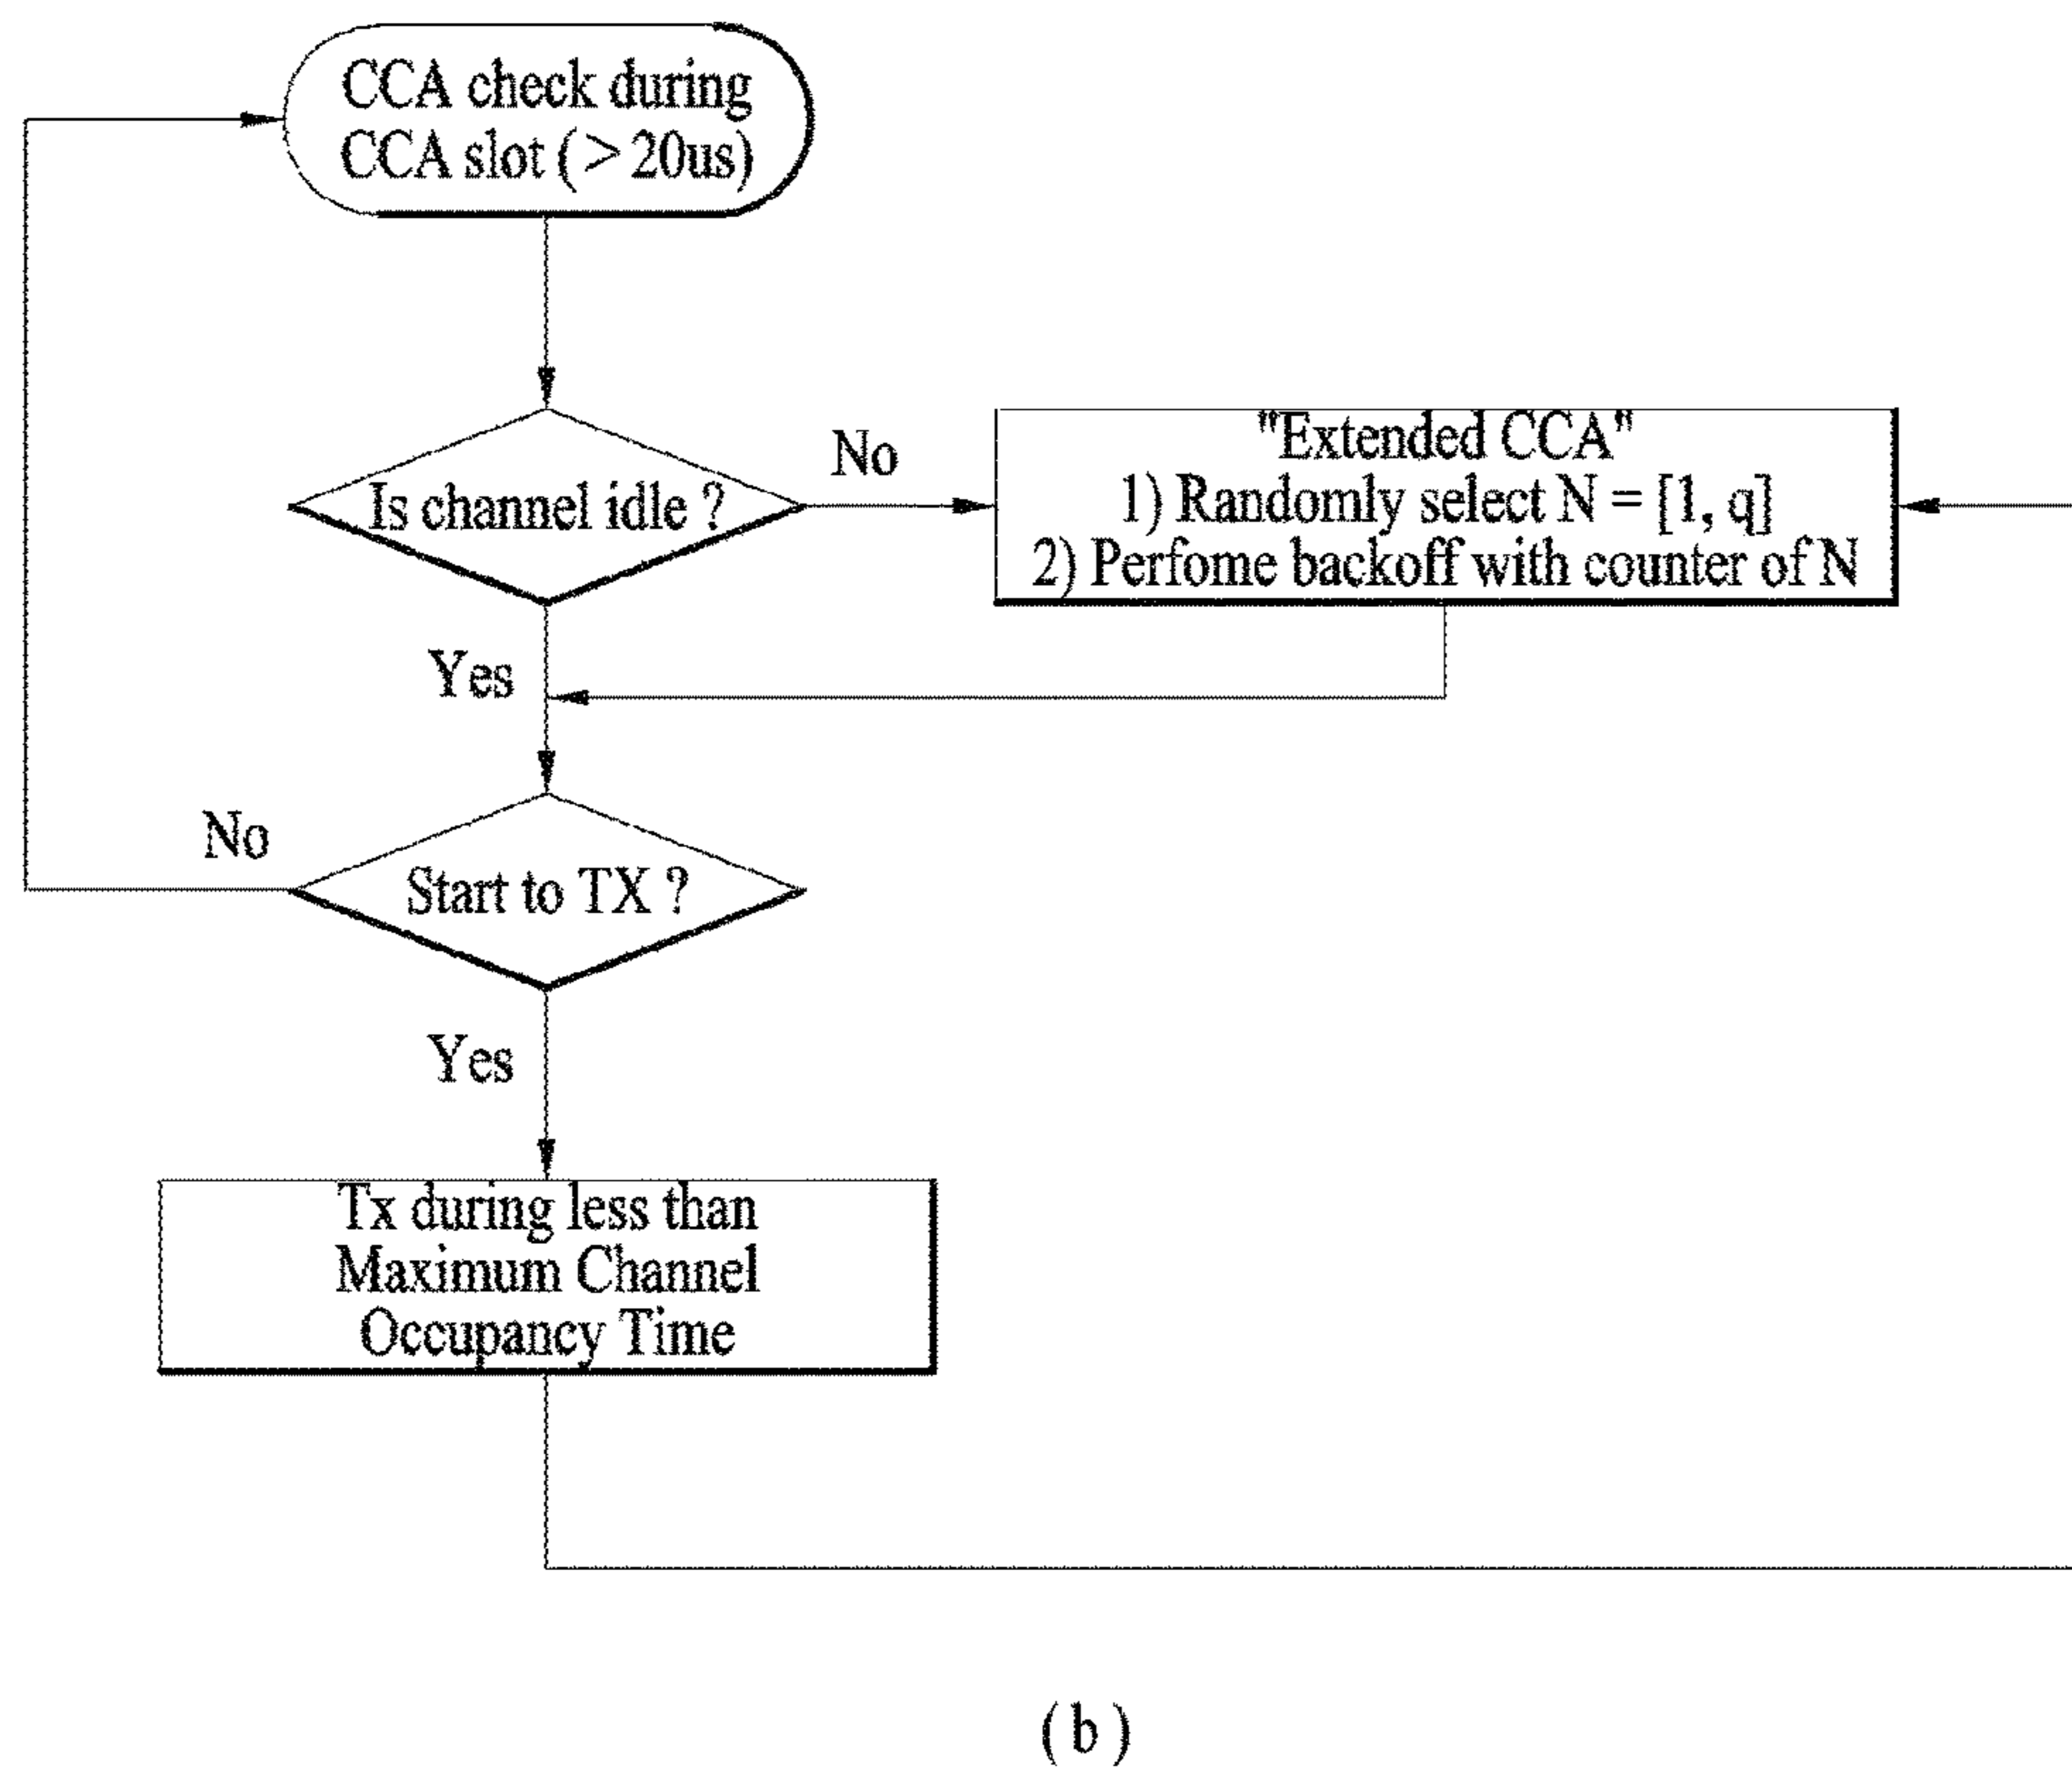 CCA check during
CCA slot ( > 20us)
Is channel idle ?
No
"Extended CCA"
1) Randomly select N = [1, q]
2) Perfome backoff with counter of N
Yes
No
Start to TX ?
Yes
Tx during less than
Maximum Channel
Occupancy Time
( b )